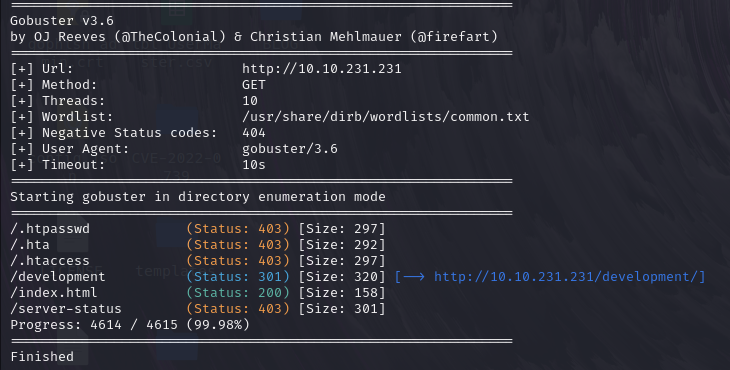 Gobuster v3.6
by OJ Reeves (@TheColonial) & Christian Mehlmauer (@firefart)
[+] Url: http://10.10.231.231
[+] Method: GET
[+] Threads: 10
[+] Wordlist: /usr/share/dirb/wordlists/common.txt
[+] Negative Status codes: 404
[+] User Agent: gobuster/3.6
[+] Timeout: 10s
Starting gobuster in directory enumeration mode
/.htpasswd (Status: 403) [Size: 297]
/.hta (Status: 403) [Size: 292]
/.htaccess (Status: 403) [Size: 297]
/development (Status: 301) [Size: 320] [--> http://10.10.231.231/development/]
/index.html (Status: 200) [Size: 158]
/server-status (Status: 403) [Size: 301]
Progress: 4614 / 4615 (99.98%)
Finished